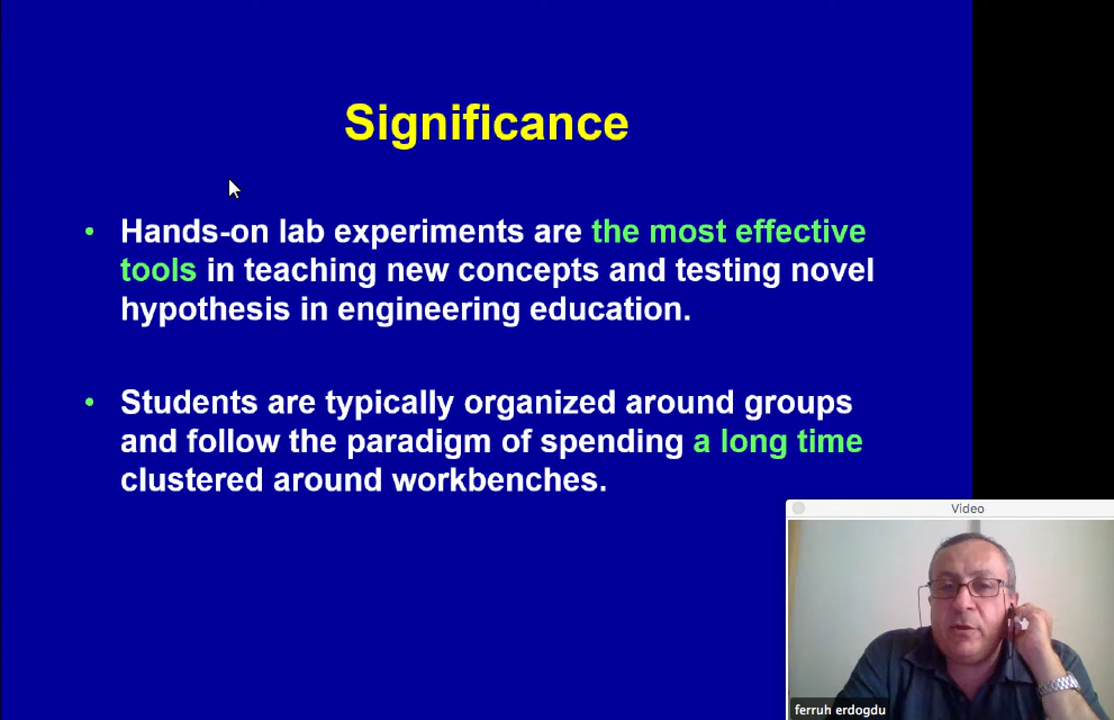 Significance
• Hands-on lab experiments are the most effective
tools in teaching new concepts and testing novel
hypothesis in engineering education.
• Students are typically organized around groups
and follow the paradigm of spending a long time
clustered around workbenches.
Video
ferruh erdogdu